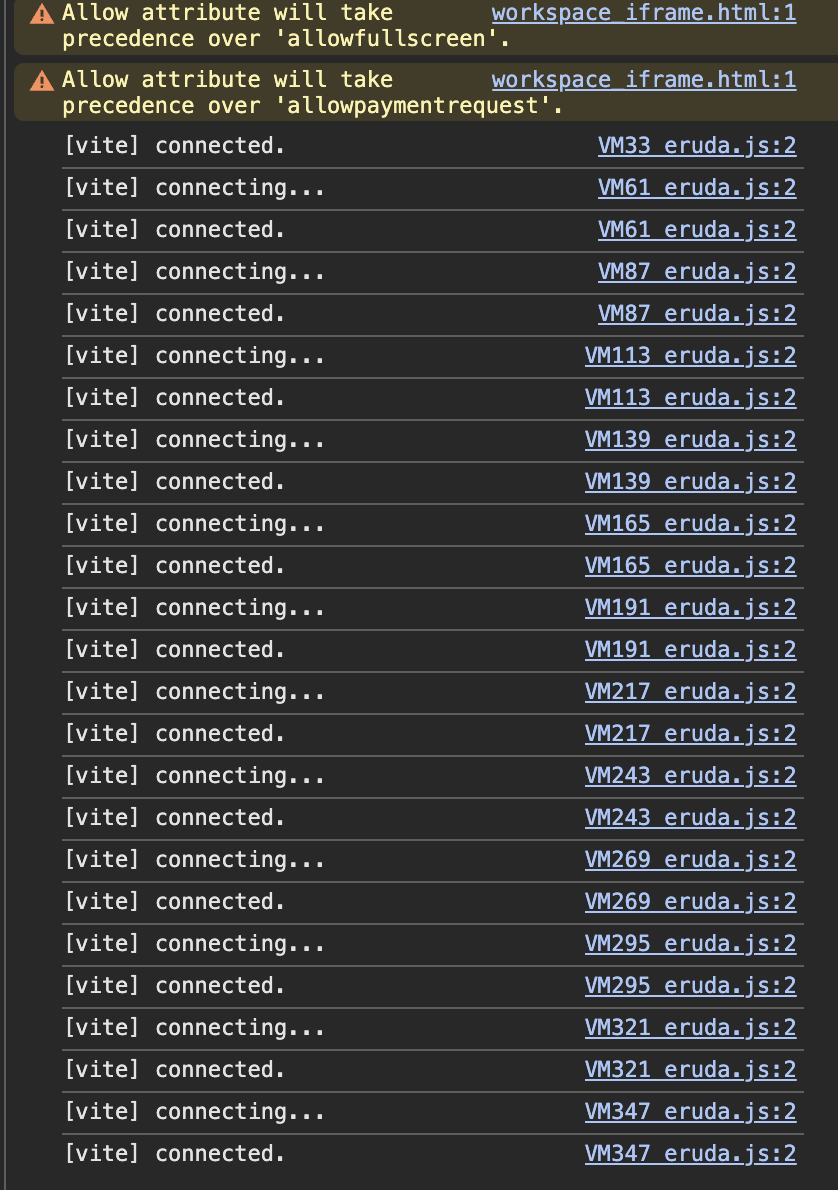 Allow attribute will take workspace_iframe.html:1
precedence over 'allowfullscreen'.
Allow attribute will take workspace_iframe.html:1
precedence over 'allowpaymentrequest'.
[vite] connected. VM33 eruda.js:2
[vite] connecting... VM61 eruda.js:2
[vite] connected. VM61 eruda.js:2
[vite] connecting... VM87 eruda.js:2
[vite] connected. VM87 eruda.js:2
[vite] connecting... VM113 eruda.js:2
[vite] connected. VM113 eruda.js:2
[vite] connecting... VM139 eruda.js:2
[vite] connected. VM139 eruda.js:2
[vite] connecting... VM165 eruda.js:2
[vite] connected. VM165 eruda.js:2
[vite] connecting... VM191 eruda.js:2
[vite] connected. VM191 eruda.js:2
[vite] connecting... VM217 eruda.js:2
[vite] connected. VM217 eruda.js:2
[vite] connecting... VM243 eruda.js:2
[vite] connected. VM243 eruda.js:2
[vite] connecting... VM269 eruda.js:2
[vite] connected. VM269 eruda.js:2
[vite] connecting... VM295 eruda.js:2
[vite] connected. VM295 eruda.js:2
[vite] connecting... VM321 eruda.js:2
[vite] connected. VM321 eruda.js:2
[vite] connecting... VM347 eruda.js:2
[vite] connected. VM347 eruda.js:2